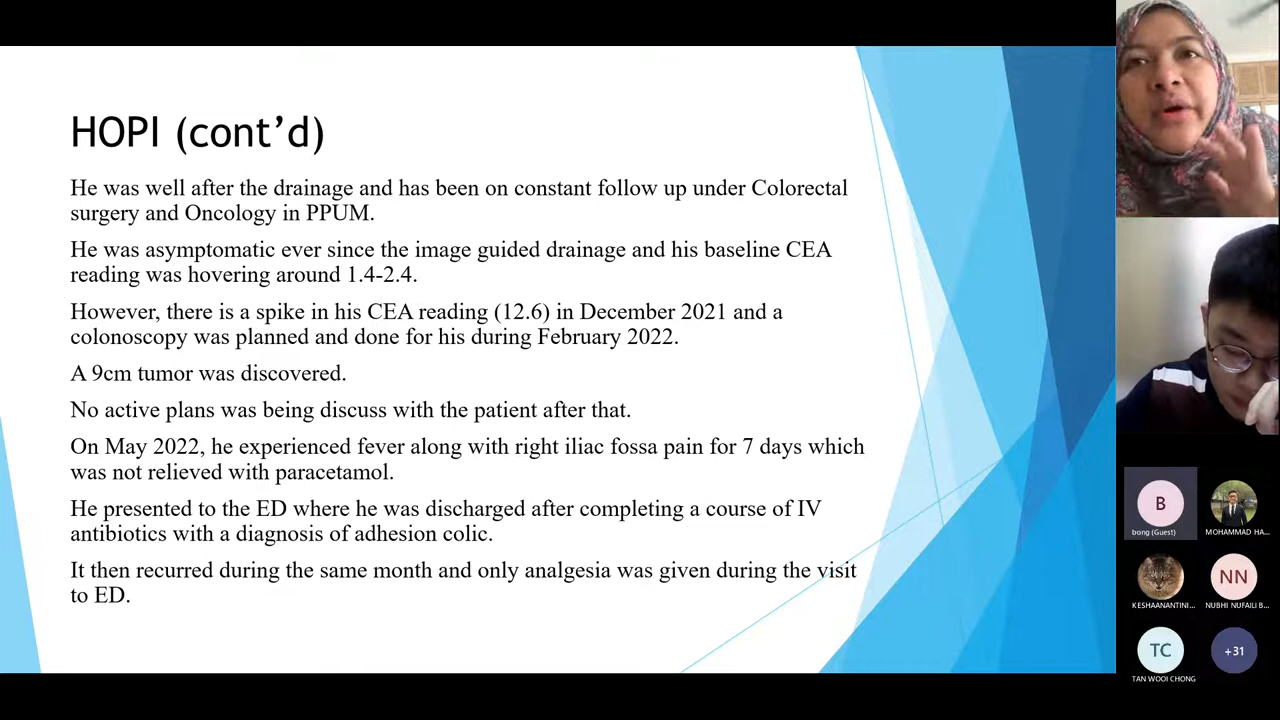 HOPI (cont’d)
He was well after the drainage and has been on constant follow up under Colorectal
surgery and Oncology in PPUM.
He was asymptomatic ever since the image guided drainage and his baseline CEA
reading was hovering around 1.4-2.4.
However, there is a spike in his CEA reading (12.6) in December 2021 and a
colonoscopy was planned and done for his during February 2022.
A 9cm tumor was discovered.
No active plans was being discuss with the patient after that.
On May 2022, he experienced fever along with right iliac fossa pain for 7 days which
was not relieved with paracetamol.
He presented to the ED where he was discharged after completing a course of IV
antibiotics with a diagnosis of adhesion colic.
It then recurred during the same month and only analgesia was given during the visit
to ED.
B
bong (Guest)
MOHAMMAD HA...
KESHAANANTINI...
NN
NUBHI NUFAILI B...
TC
TAN WOOI CHONG
+31